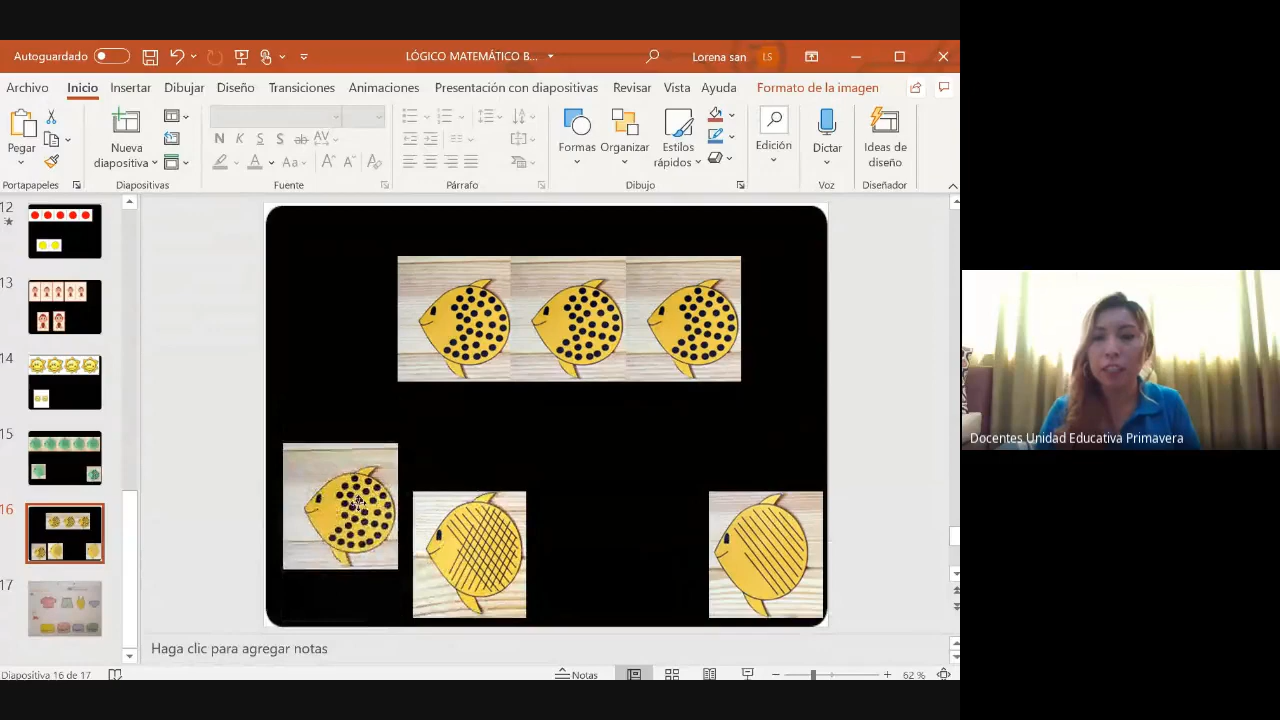 Autoguardado
LÓGICO MATEMÁTICO B...
Lorena san
LS
Archivo Inicio Insertar Dibujar Diseño Transiciones Animaciones Presentación con diapositivas Revisar Vista Ayuda Formato de la imagen
Pegar
Nueva
diapositiva
N K S S ab AV
A Aa A A
Formas Organizar Estilos
rápidos
Edición
Dictar
Ideas de
diseño
Portapapeles Diapositivas Fuente Párrafo Dibujo Voz Diseñador
12
13
14
15
16
17
Docentes Unidad Educativa Primavera
Haga clic para agregar notas
Diapositiva 16 de 17
Notas
62 %